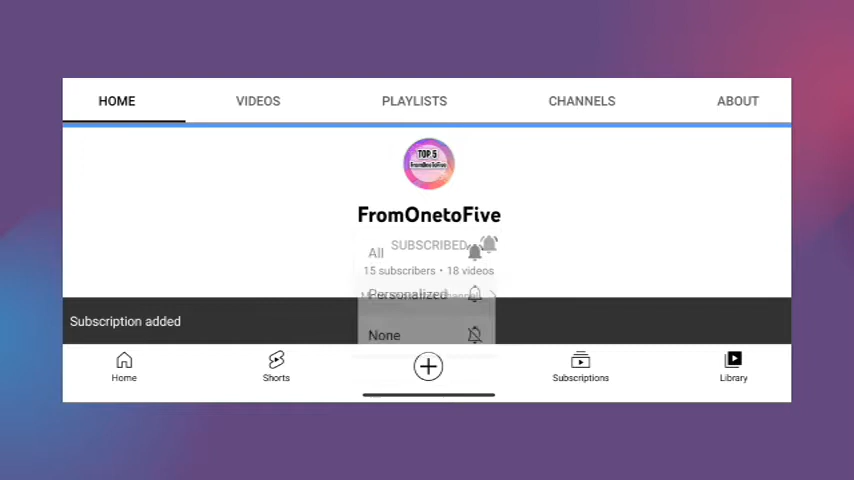 HOME VIDEOS PLAYLISTS CHANNELS ABOUT
TOP 5
FromOneToFive
FromOnetoFive
SUBSCRIBED
All
15 subscribers • 18 videos
Personalized
None
Subscription added
Home Shorts Subscriptions Library